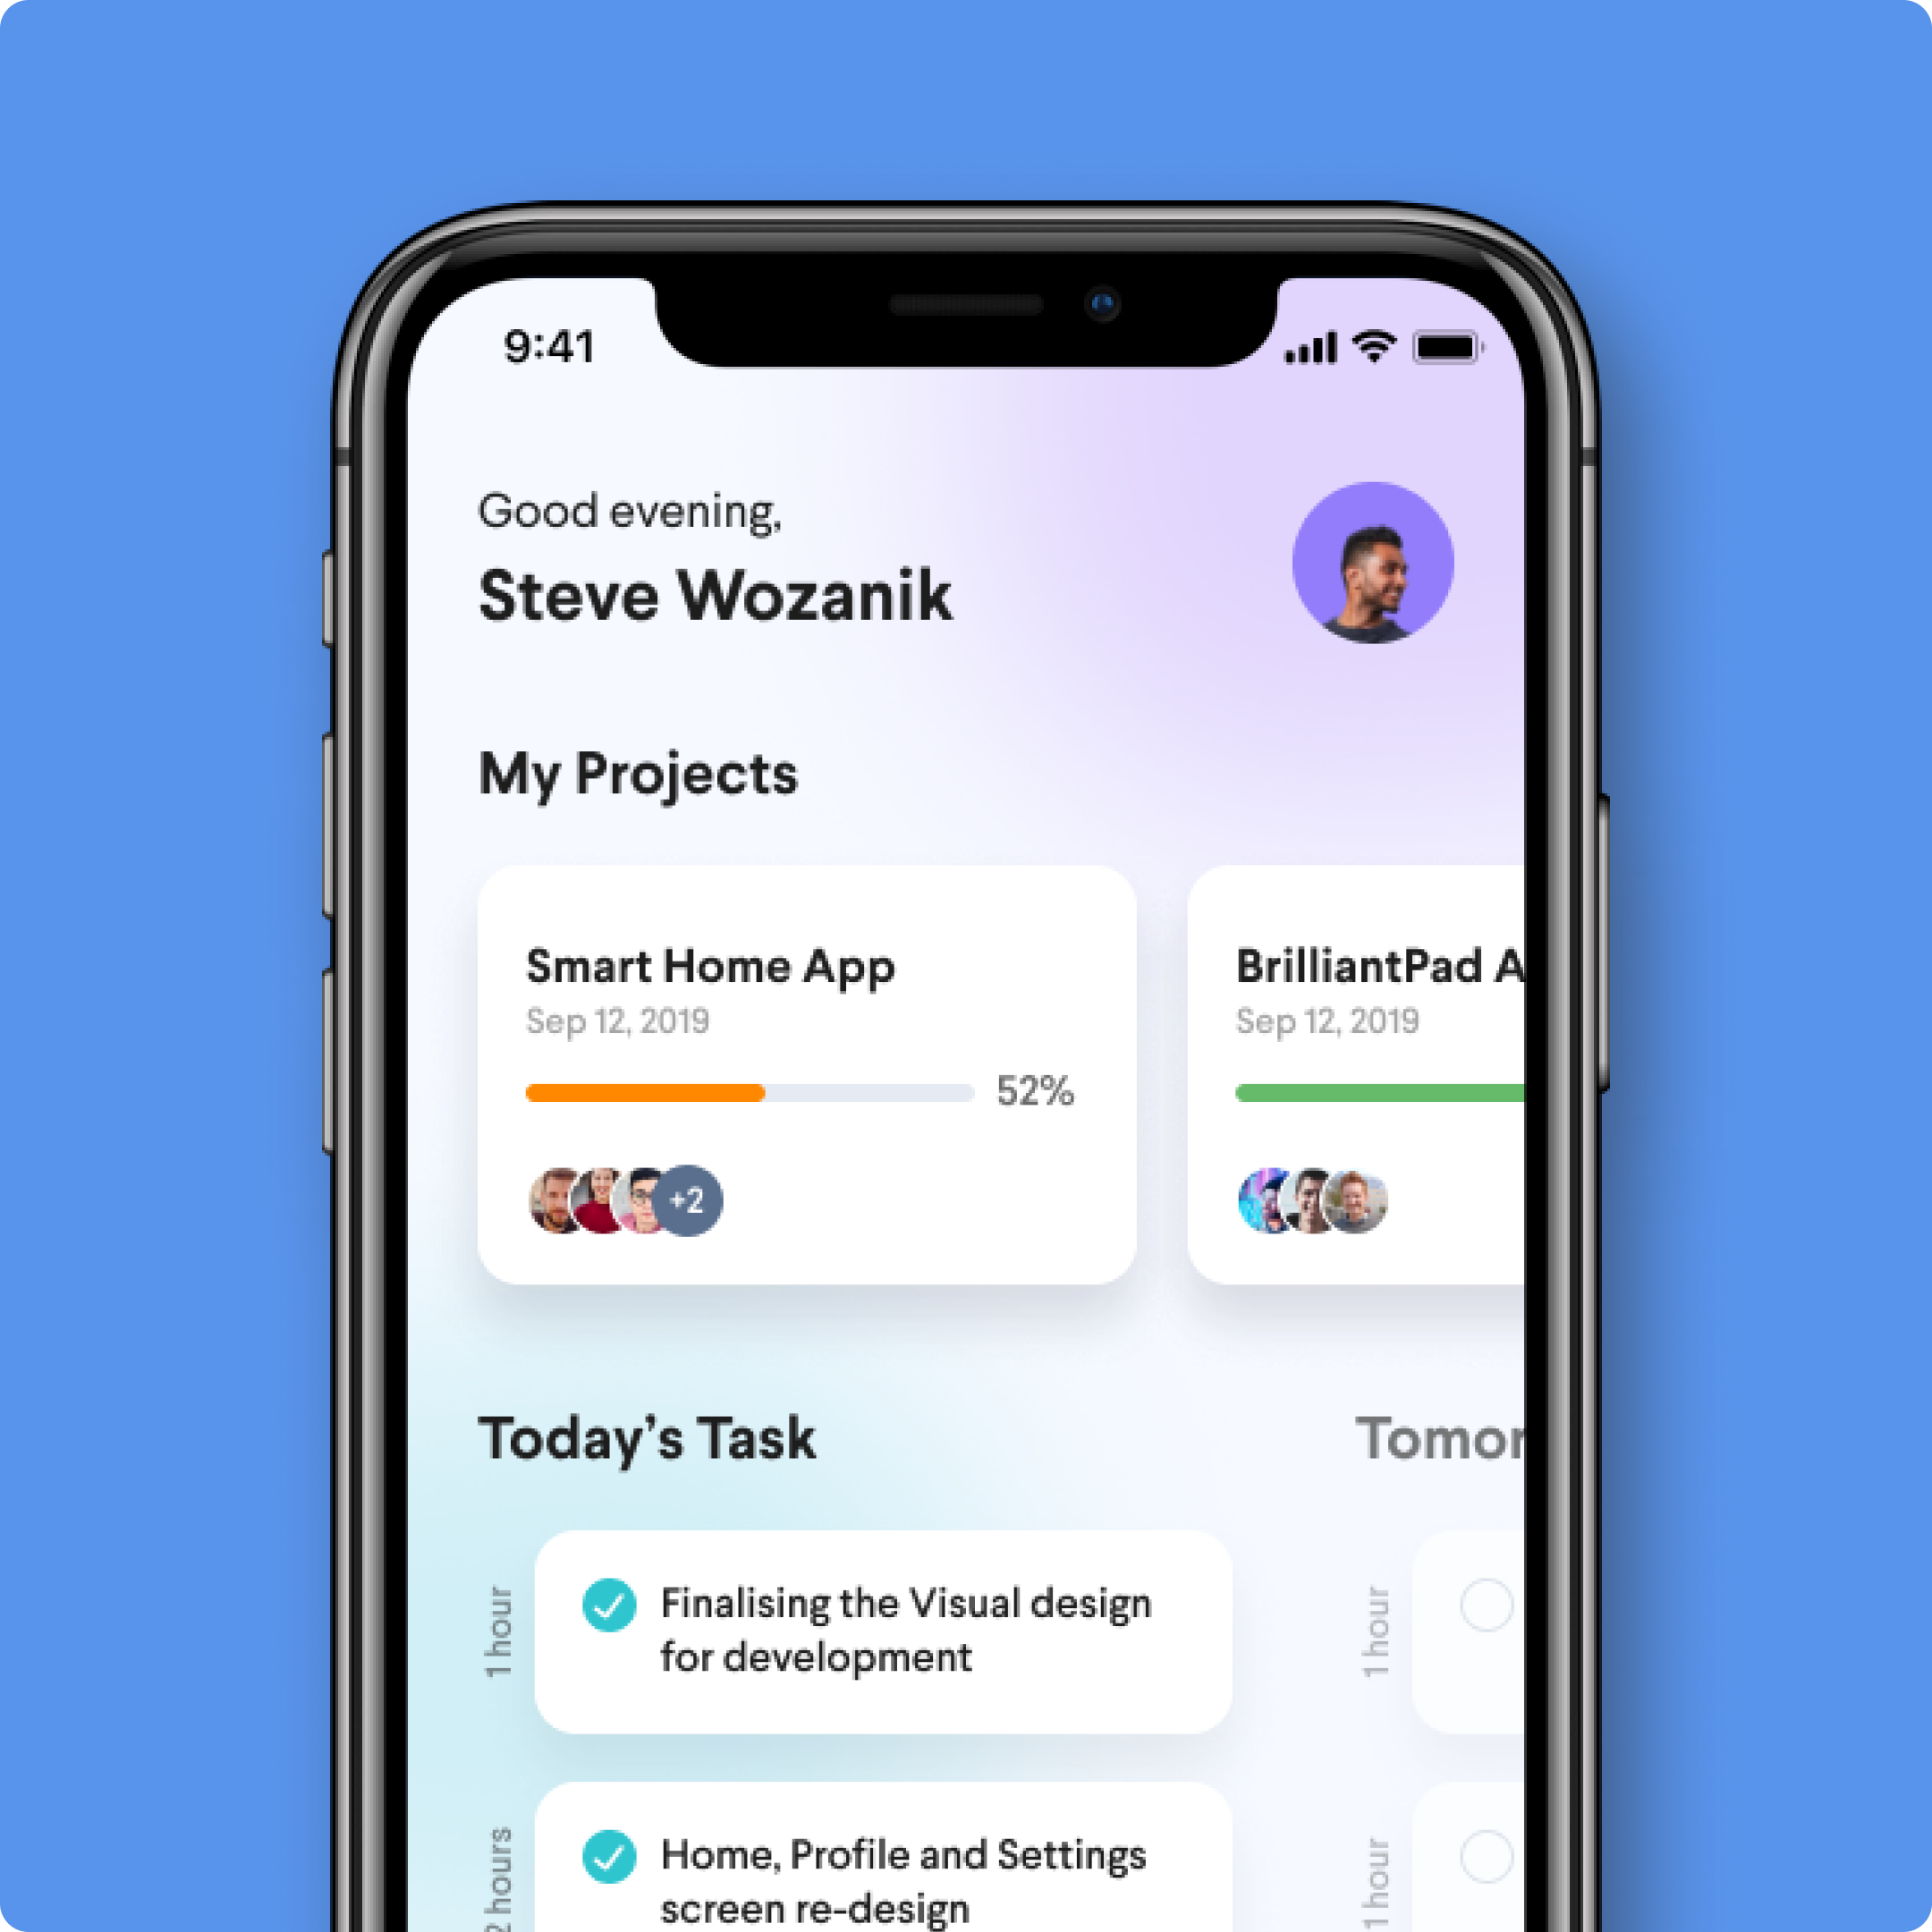 9:41
Good evening,
Steve Wozanik
My Projects
Smart Home App
Sep 12, 2019
52%
+2
BrilliantPad A
Sep 12, 2019
Today's Task
Tomor
1 hour
Finalising the Visual design
for development
1 hour
2 hours
Home, Profile and Settings
screen re-design
1 hour